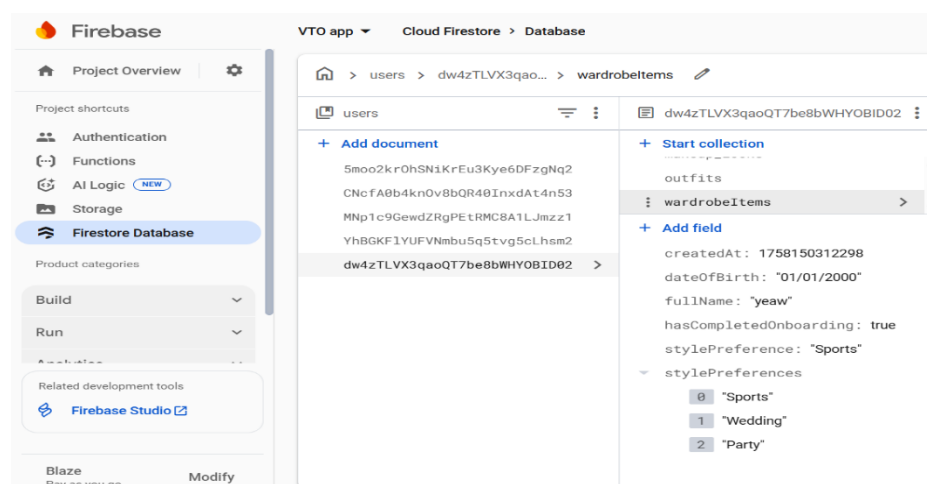 Firebase
VTO app
Cloud Firestore > Database
Project Overview
users > dw4zTLVX3qao... > wardrobeItems
Project shortcuts
Authentication
Functions
AI Logic NEW
Storage
Firestore Database
Product categories
Build
Run
Analytics
Related development tools
Firebase Studio
Blaze
Modify
users
+ Add document
5moo2krOhSNiKrEu3Kye6DFzgNq2
CNcfA0b4knOv8bQR40InxdAt4n53
MNp1c9GewdZRgPEtRMC8A1LJmzz1
YhBGKFlYUFVNmbu5q5tvg5cLhsm2
dw4zTLVX3qaoQT7be8bWHYOBID02 >
dw4zTLVX3qaoQT7be8bWHYOBID02
+ Start collection
outfits
wardrobeItems >
+ Add field
createdAt: 1758150312298
dateOfBirth: "01/01/2000"
fullName: "yeaw"
hasCompletedOnboarding: true
stylePreference: "Sports"
stylePreferences
0 "Sports"
1 "Wedding"
2 "Party"